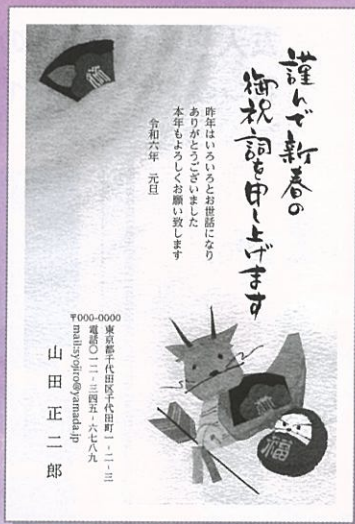 謹んで新春の
御祝詞を申し上げます
昨年はいろいろとお世話になり
ありがとうございました
本年もよろしくお願い致します
令和六年 元旦
東京都千代田区千代田町一-二-三
電話〇一二-三四五-六七八九
〒000-0000
mail:syojiro@yamada.jp
山田正二郎
福